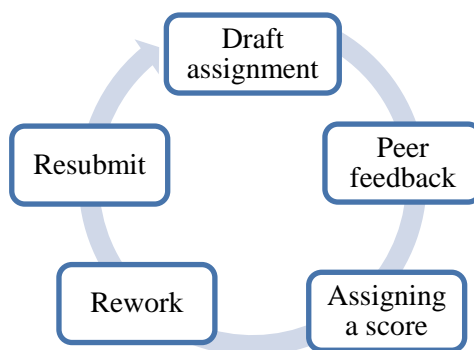 Draft
assignment
Peer
feedback
Assigning
a score
Rework
Resubmit